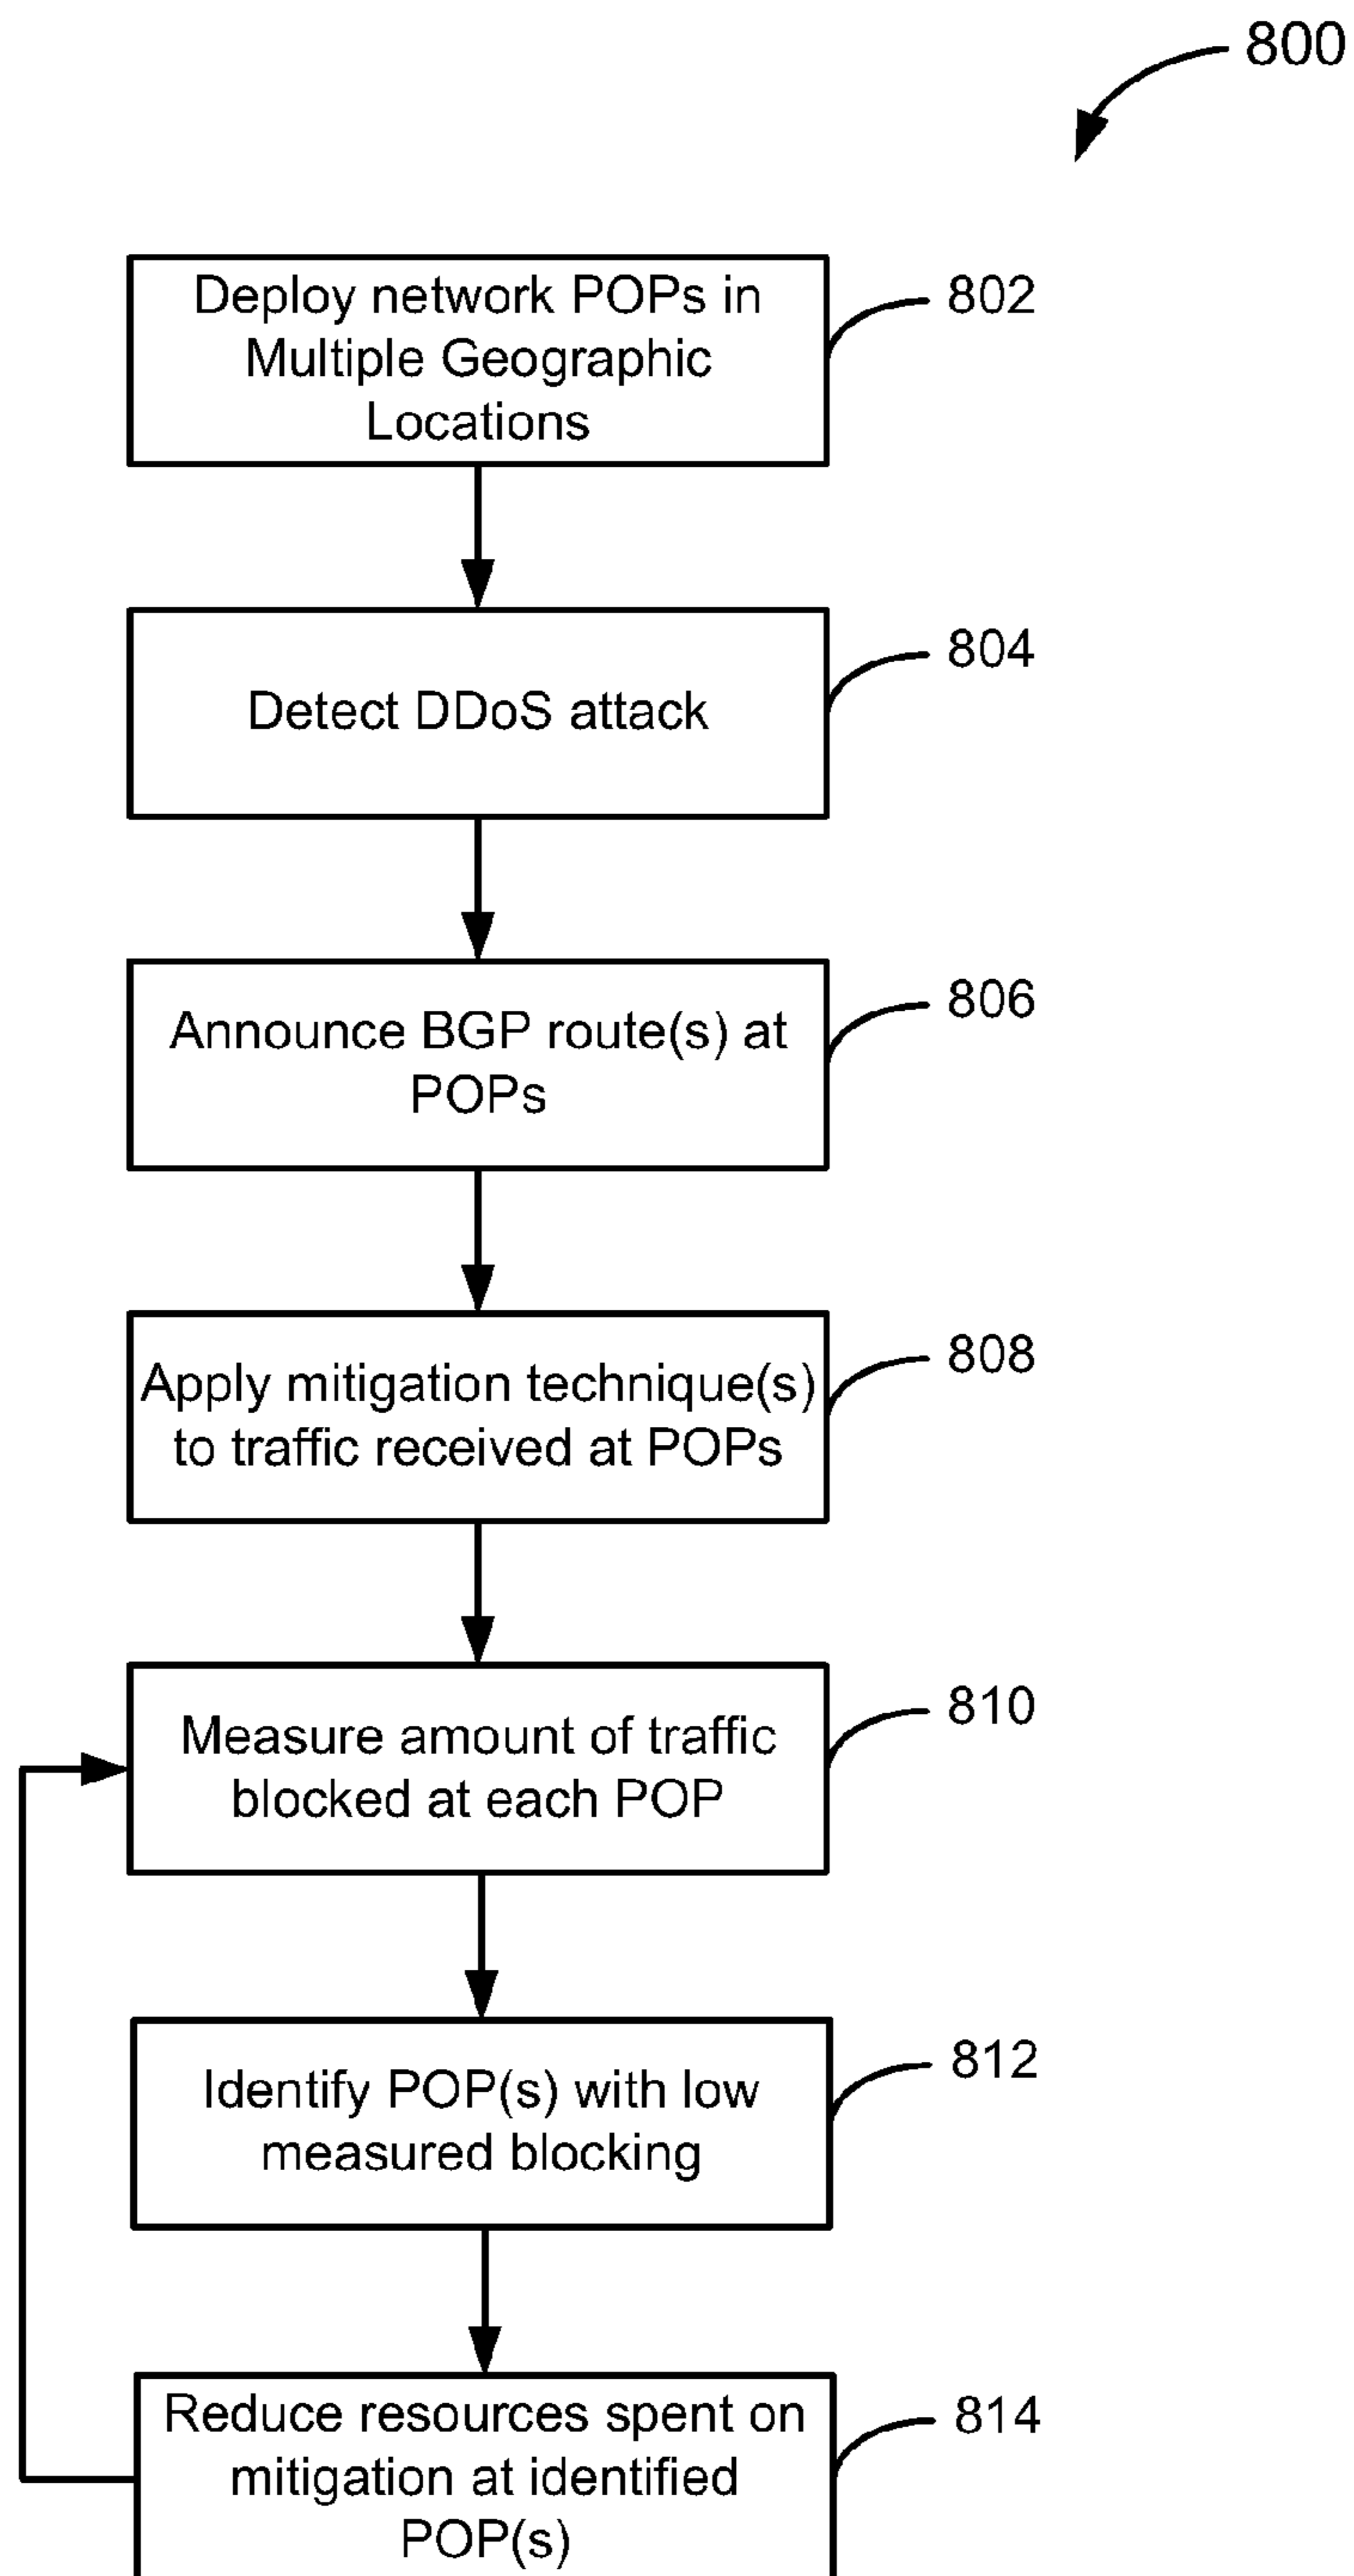 800
Deploy network POPs in
Multiple Geographic
Locations
802
Detect DDoS attack
804
Announce BGP route(s) at
POPs
806
Apply mitigation technique(s)
to traffic received at POPs
808
Measure amount of traffic
blocked at each POP
810
Identify POP(s) with low
measured blocking
812
Reduce resources spent on
mitigation at identified
POP(s)
814